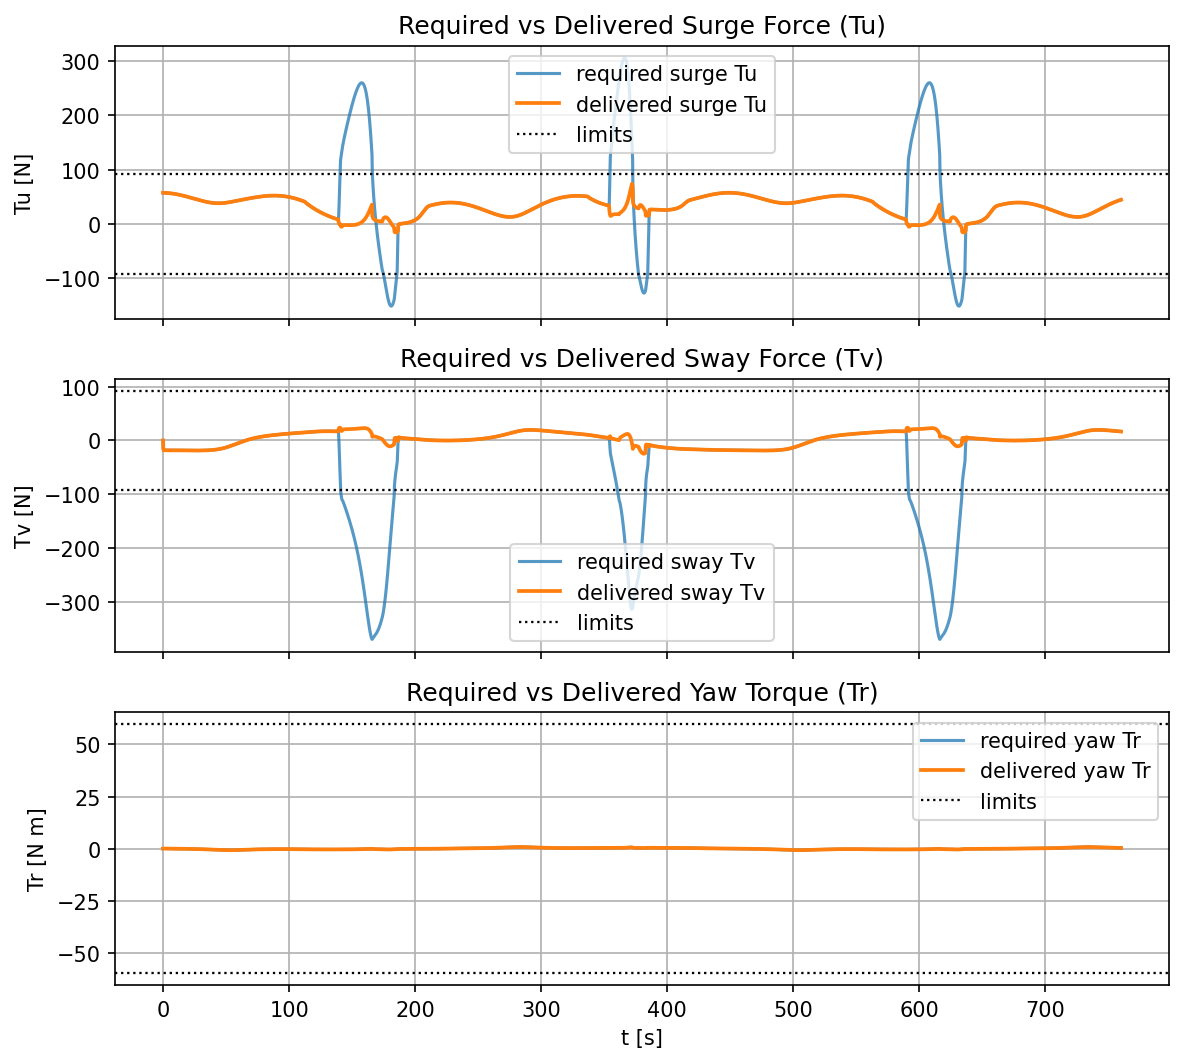 Required vs Delivered Surge Force (Tu)
300
200
100
0
−100
Tu [N]
required surge Tu
delivered surge Tu
limits
Required vs Delivered Sway Force (Tv)
100
0
−100
−200
−300
Tv [N]
required sway Tv
delivered sway Tv
limits
Required vs Delivered Yaw Torque (Tr)
50
25
0
−25
−50
Tr [N m]
required yaw Tr
delivered yaw Tr
limits
0 100 200 300 400 500 600 700
t [s]